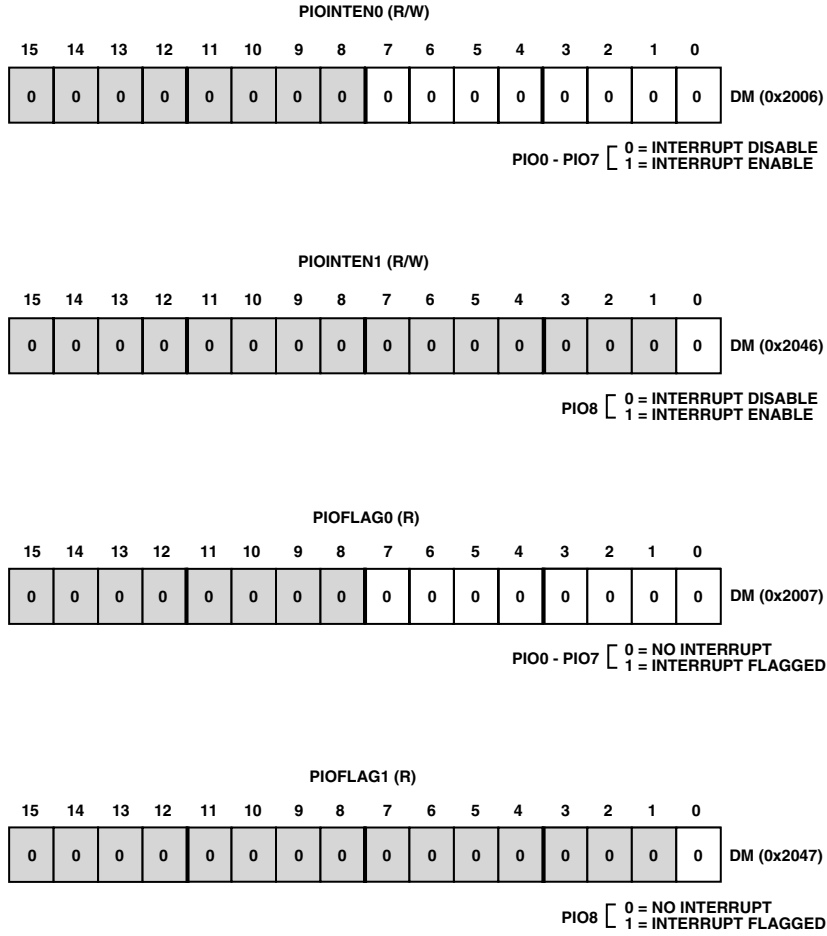 PIOINTEN0 (R/W)
15 14 13 12 11 10 9 8 7 6 5 4 3 2 1 0
0 0 0 0 0 0 0 0 0 0 0 0 0 0 0 0 DM (0x2006)
PIO0 - PIO7 0 = INTERRUPT DISABLE
1 = INTERRUPT ENABLE
PIOINTEN1 (R/W)
15 14 13 12 11 10 9 8 7 6 5 4 3 2 1 0
0 0 0 0 0 0 0 0 0 0 0 0 0 0 0 0 DM (0x2046)
PIO8 0 = INTERRUPT DISABLE
1 = INTERRUPT ENABLE
PIOFLAG0 (R)
15 14 13 12 11 10 9 8 7 6 5 4 3 2 1 0
0 0 0 0 0 0 0 0 0 0 0 0 0 0 0 0 DM (0x2007)
PIO0 - PIO7 0 = NO INTERRUPT
1 = INTERRUPT FLAGGED
PIOFLAG1 (R)
15 14 13 12 11 10 9 8 7 6 5 4 3 2 1 0
0 0 0 0 0 0 0 0 0 0 0 0 0 0 0 0 DM (0x2047)
PIO8 0 = NO INTERRUPT
1 = INTERRUPT FLAGGED